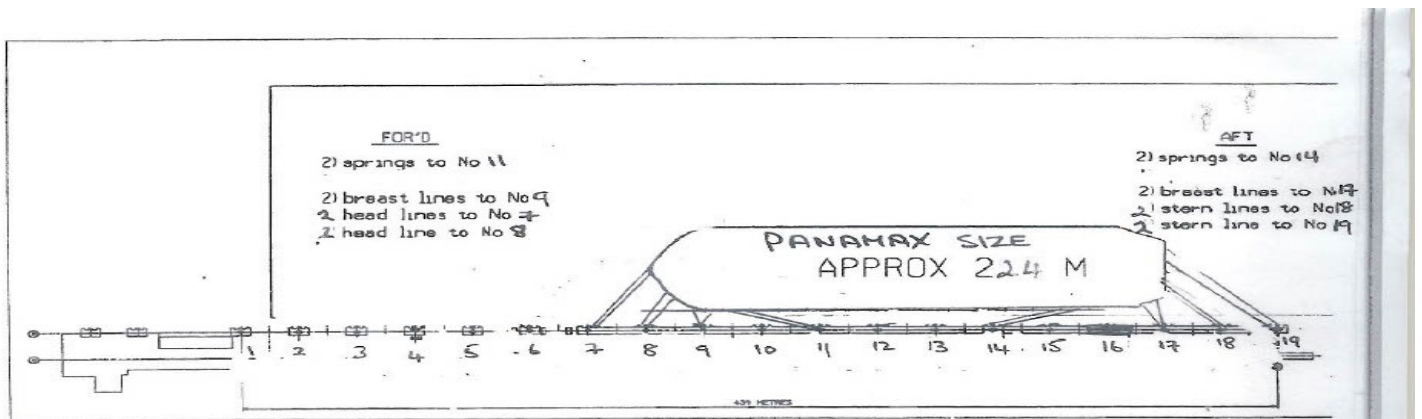 FOR'D
2) springs to No 11
2) breast lines to No 9
2 head lines to No 7
2 head line to No 8
AFT
2) springs to No 14
2) breast lines to No 17
2) stern lines to No 18
2 stern line to No 19
PANAMAX SIZE
APPROX 224 M
1 2 3 4 5 6 7 8 9 10 11 12 13 14 15 16 17 18 19
METRES